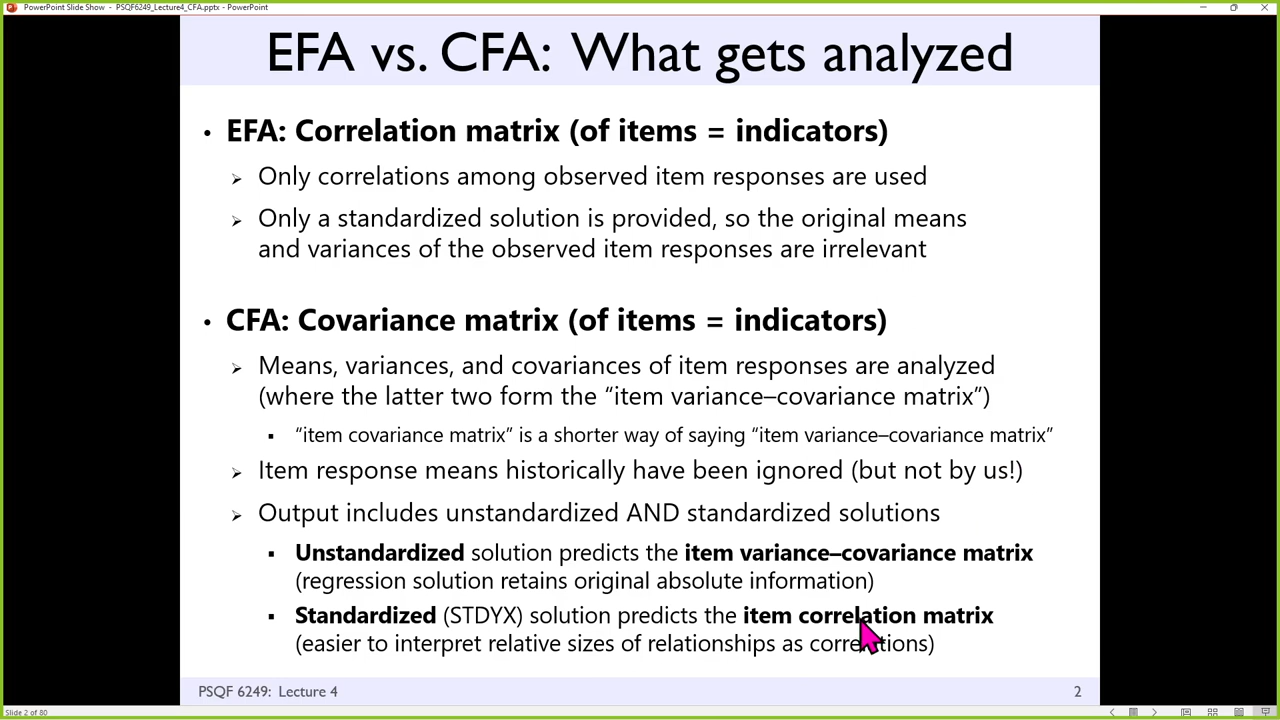 PowerPoint Slide Show - PSQF6249_Lecture4_CFA.pptx - PowerPoint
EFA vs. CFA: What gets analyzed
• EFA: Correlation matrix (of items = indicators)
➢ Only correlations among observed item responses are used
➢ Only a standardized solution is provided, so the original means
and variances of the observed item responses are irrelevant
• CFA: Covariance matrix (of items = indicators)
➢ Means, variances, and covariances of item responses are analyzed
(where the latter two form the “item variance–covariance matrix”)
▪ “item covariance matrix” is a shorter way of saying “item variance–covariance matrix”
➢ Item response means historically have been ignored (but not by us!)
➢ Output includes unstandardized AND standardized solutions
▪ Unstandardized solution predicts the item variance–covariance matrix
(regression solution retains original absolute information)
▪ Standardized (STDYX) solution predicts the item correlation matrix
(easier to interpret relative sizes of relationships as correlations)
PSQF 6249: Lecture 4
2
Slide 2 of 80